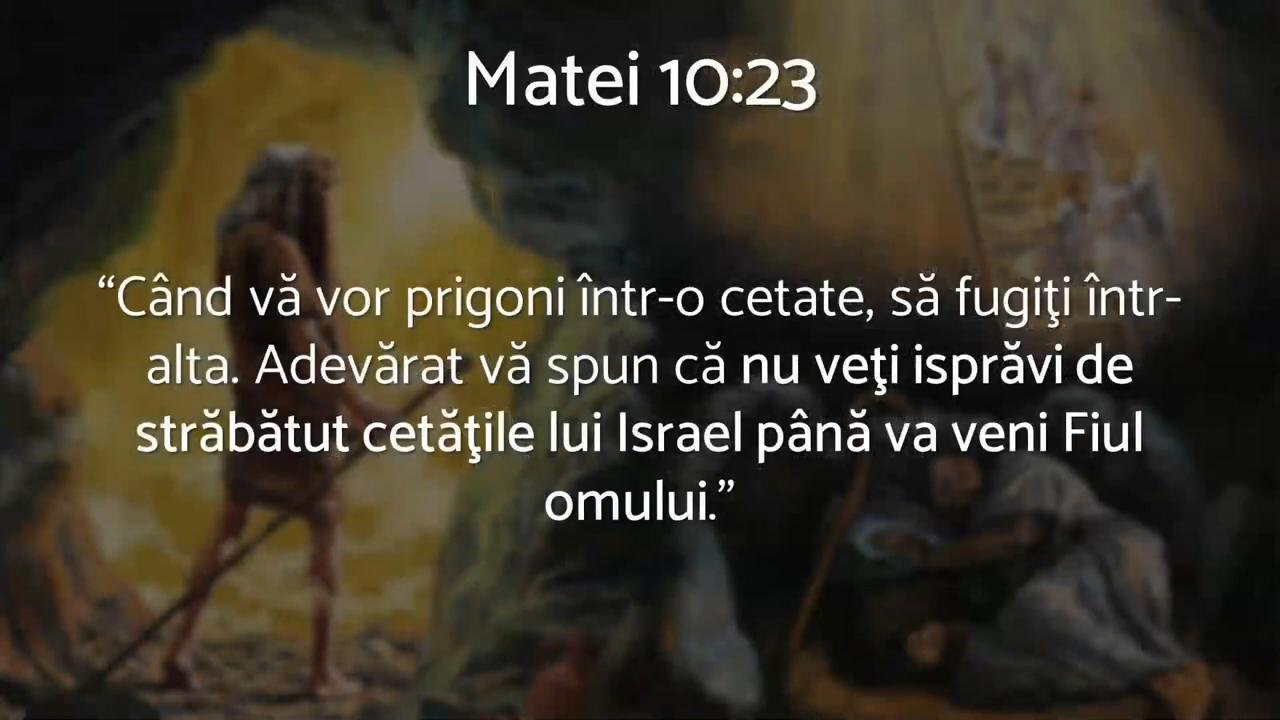 Matei 10:23
“Când vă vor prigoni într-o cetate, să fugiţi într-
alta. Adevărat vă spun că nu veţi isprăvi de
străbătut cetăţile lui Israel până va veni Fiul
omului.”